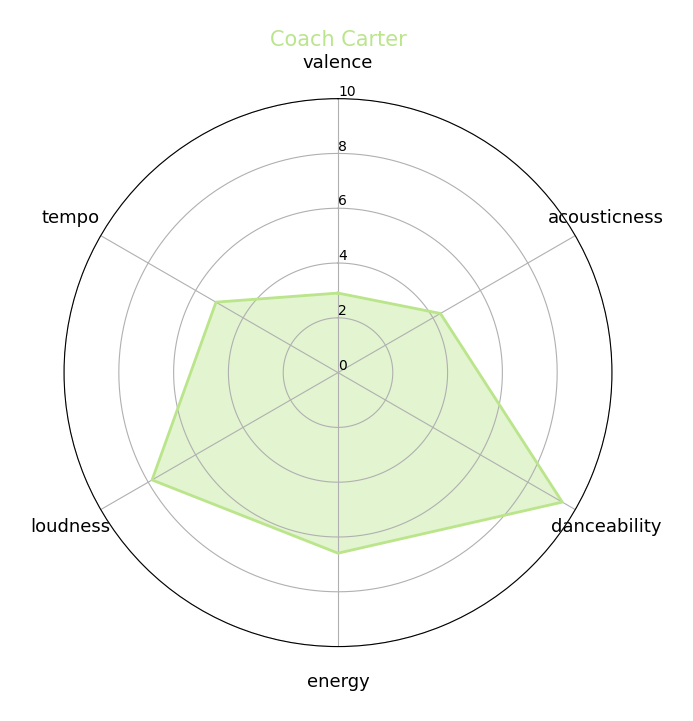 Coach Carter
valence
10
8
tempo
6
acousticness
4
2
0
loudness
danceability
energy